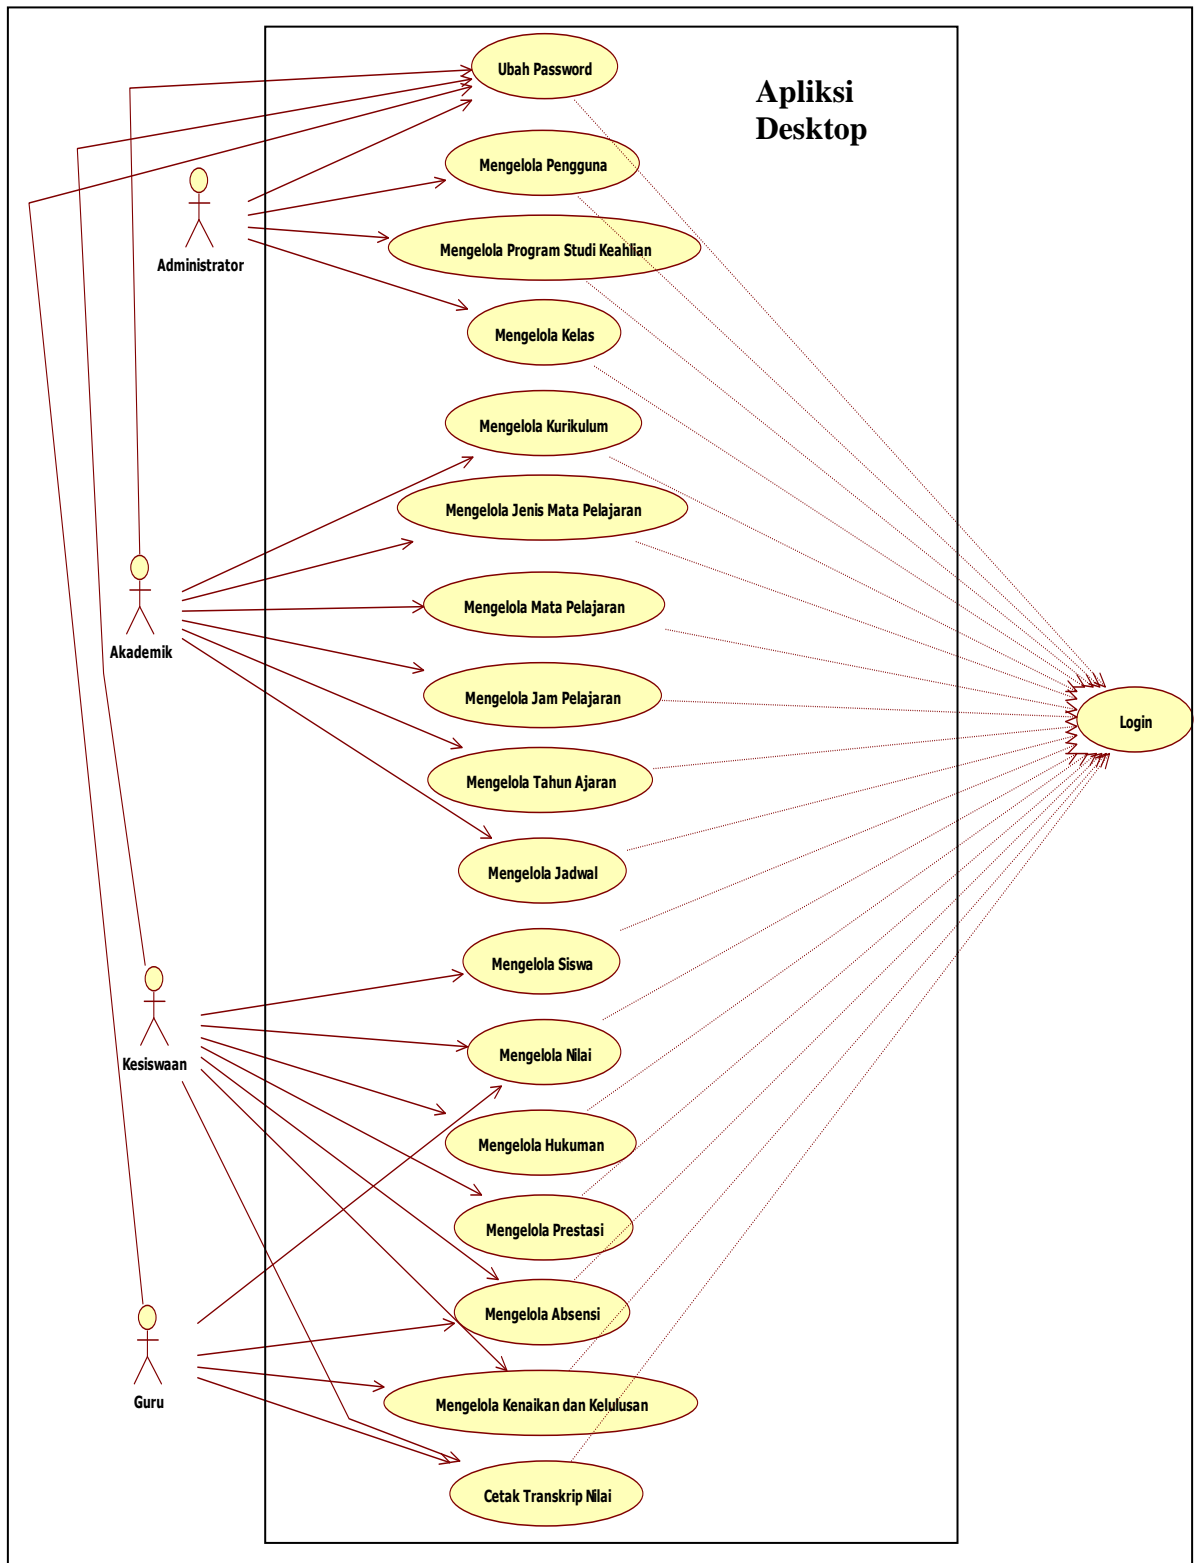 Ubah Password
Apliksi
Desktop
Mengelola Pengguna
Mengelola Program Studi Keahlian
Administrator
Mengelola Kelas
Mengelola Kurikulum
Mengelola Jenis Mata Pelajaran
Mengelola Mata Pelajaran
Akademik
Mengelola Jam Pelajaran
Login
Mengelola Tahun Ajaran
Mengelola Jadwal
Mengelola Siswa
Mengelola Nilai
Kesiswaan
Mengelola Hukuman
Mengelola Prestasi
Mengelola Absensi
Guru
Mengelola Kenaikan dan Kelulusan
Cetak Transkrip Nilai